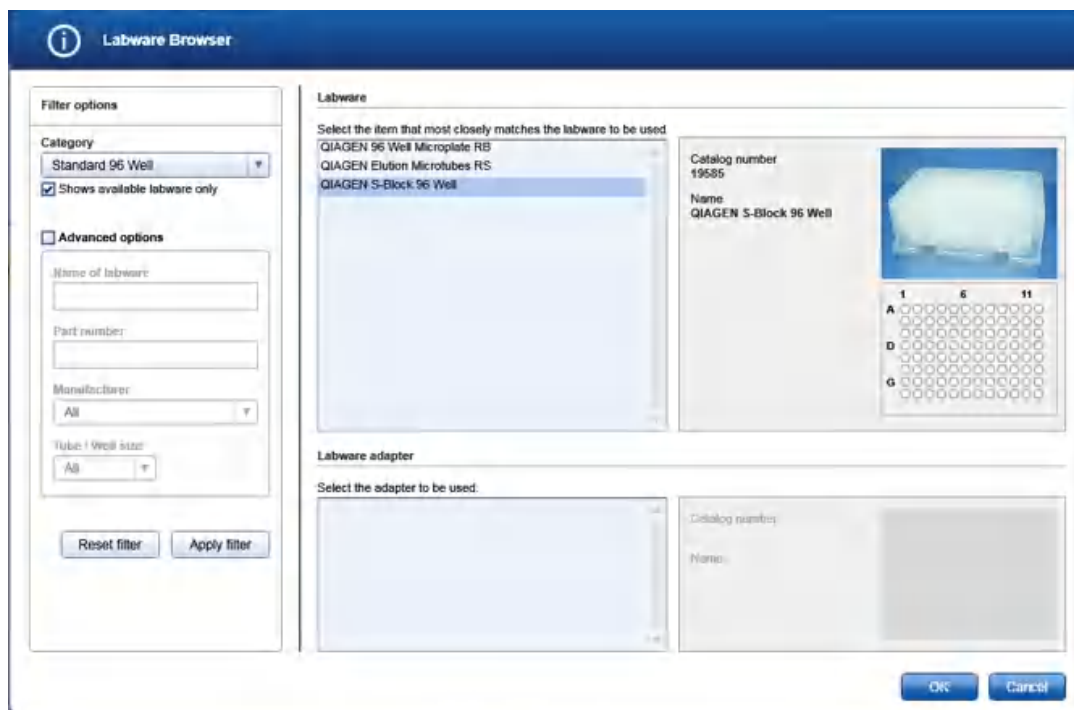 Labware Browser
Filter options
Category
Standard 96 Well
Shows available labware only
Advanced options
Name of labware
Part number
Manufacturer
All
Tube / Well size
All
Reset filter
Apply filter
Labware
Select the item that most closely matches the labware to be used
QIAGEN 96 Well Microplate RB
QIAGEN Elution Microtubes RS
QIAGEN S-Block 96 Well
Catalog number
19585
Name
QIAGEN S-Block 96 Well
1 6 11
A
D
G
Labware adapter
Select the adapter to be used.
Catalog number
Name
OK
Cancel